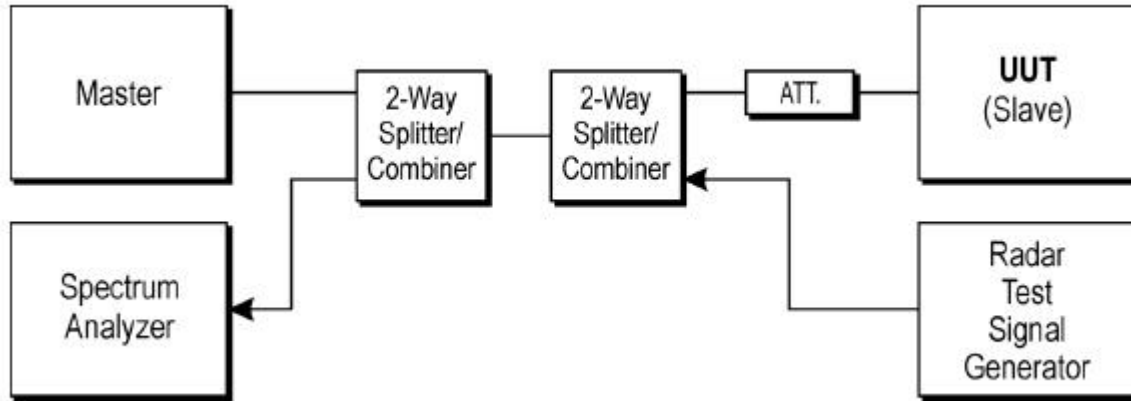 Master
2-Way
Splitter/
Combiner
2-Way
Splitter/
Combiner
ATT.
UUT
(Slave)
Spectrum
Analyzer
Radar
Test
Signal
Generator